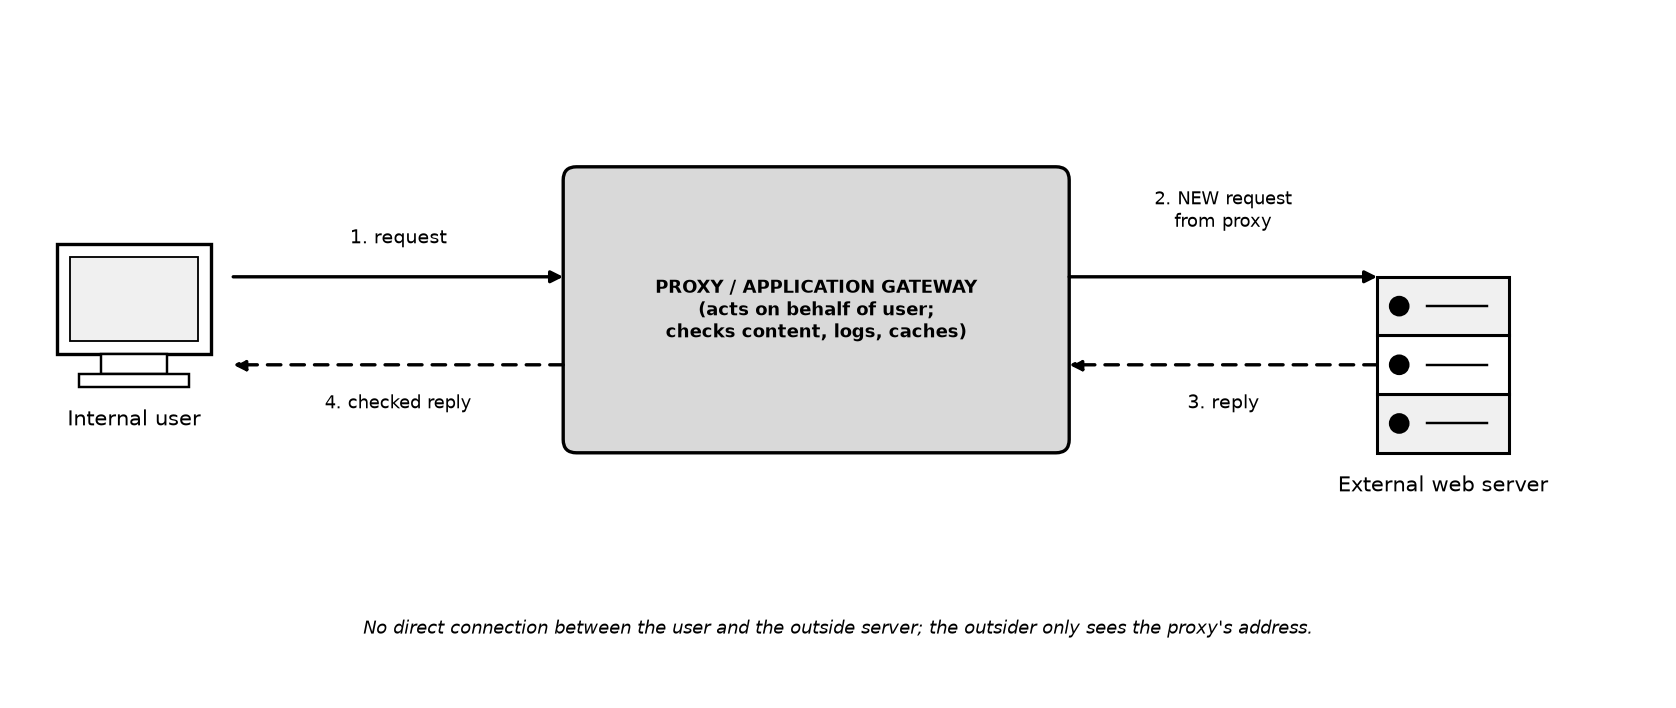 1. request
2. NEW request
from proxy
PROXY / APPLICATION GATEWAY
(acts on behalf of user;
checks content, logs, caches)
4. checked reply
3. reply
Internal user
External web server
No direct connection between the user and the outside server; the outsider only sees the proxy's address.